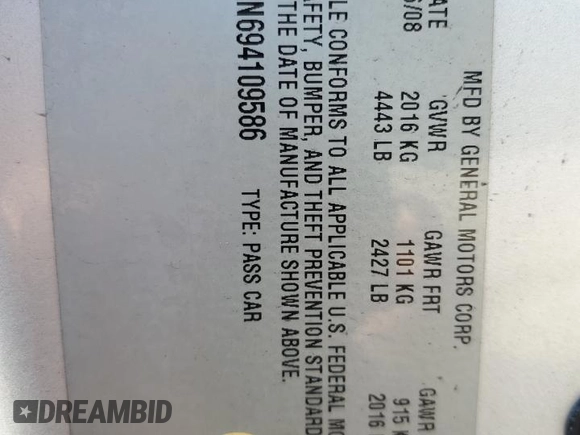 MFD BY GENERAL MOTORS CORP.
ATE GVWR GAWR FRT GAWR
/08 2016 KG 1101 KG 915 K
4443 LB 2427 LB 2016
LE CONFORMS TO ALL APPLICABLE U.S. FEDERAL MO
AFETY, BUMPER, AND THEFT PREVENTION STANDARD
THE DATE OF MANUFACTURE SHOWN ABOVE.
N694109586 TYPE: PASS CAR
DREAMBID